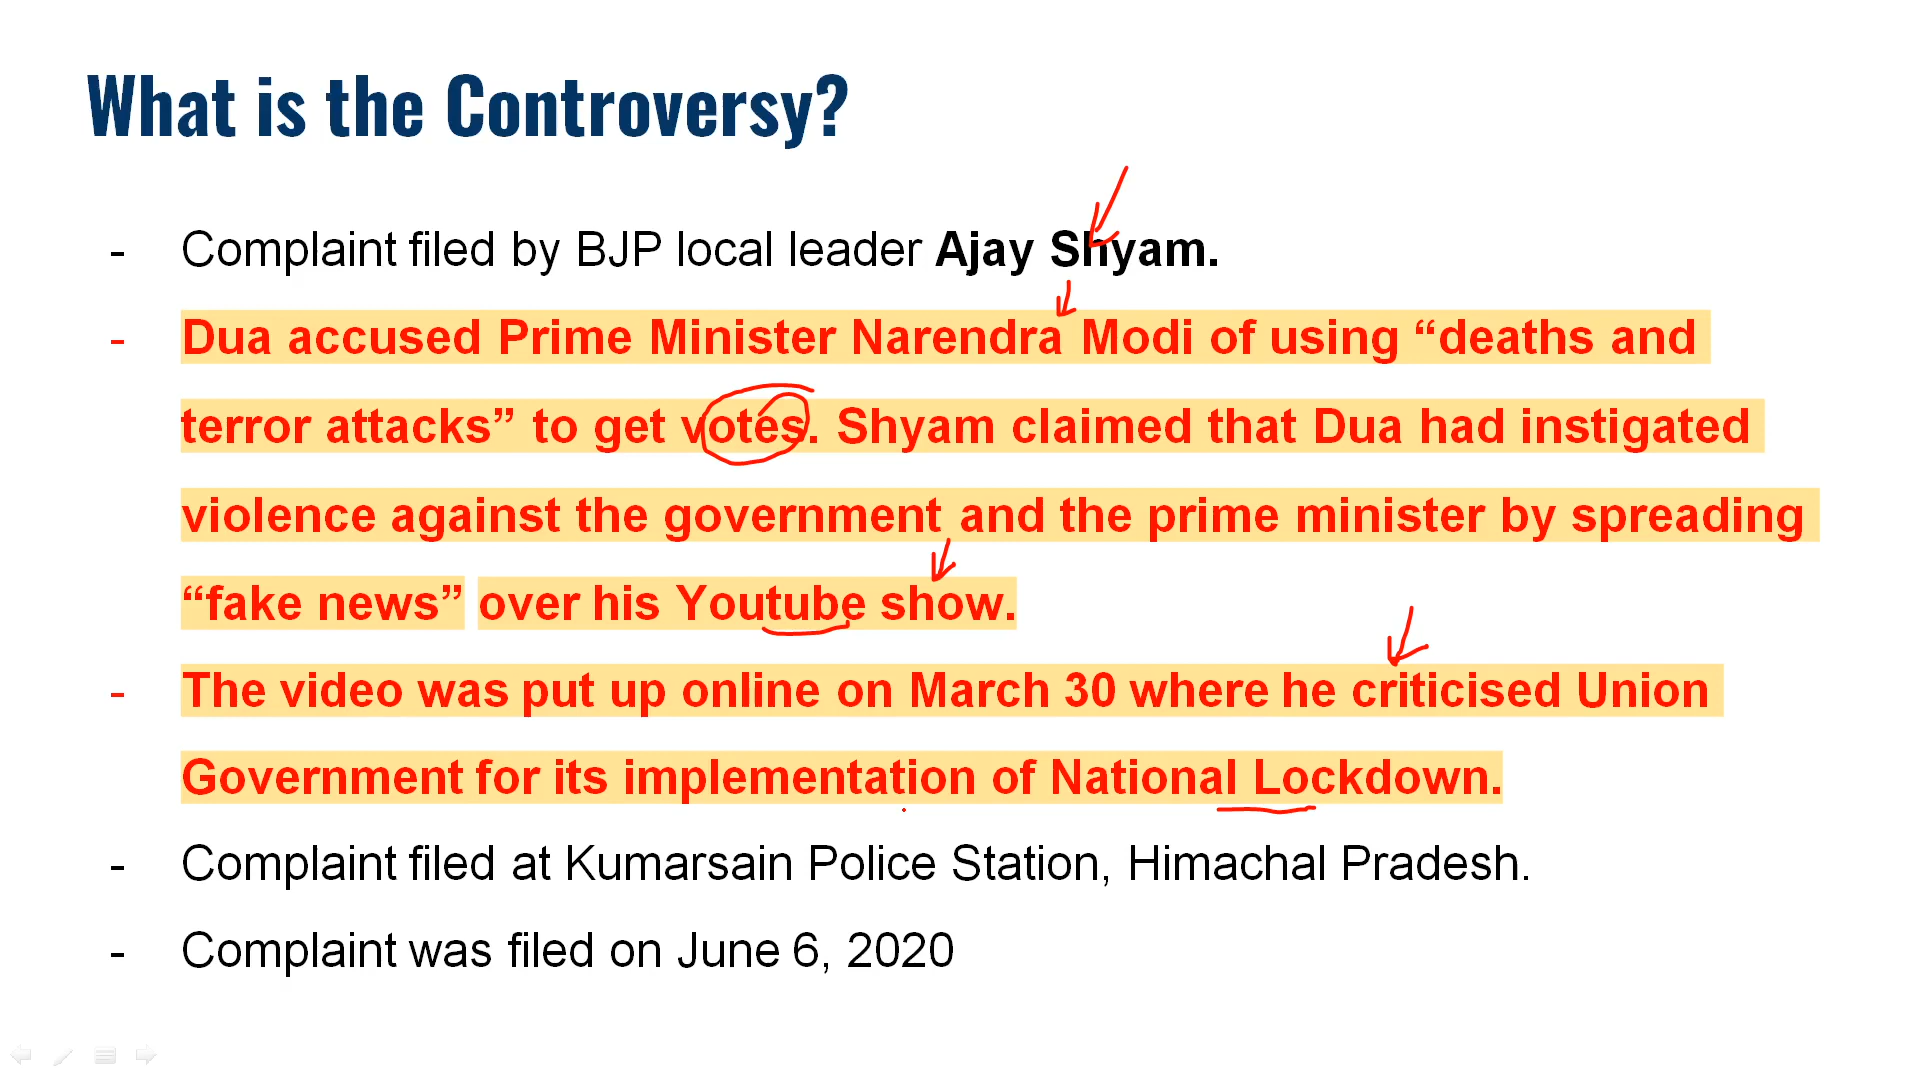 What is the Controversy?
- Complaint filed by BJP local leader Ajay Shyam.
- Dua accused Prime Minister Narendra Modi of using “deaths and
terror attacks” to get votes. Shyam claimed that Dua had instigated
violence against the government and the prime minister by spreading
“fake news” over his Youtube show.
- The video was put up online on March 30 where he criticised Union
Government for its implementation of National Lockdown.
- Complaint filed at Kumarsain Police Station, Himachal Pradesh.
- Complaint was filed on June 6, 2020